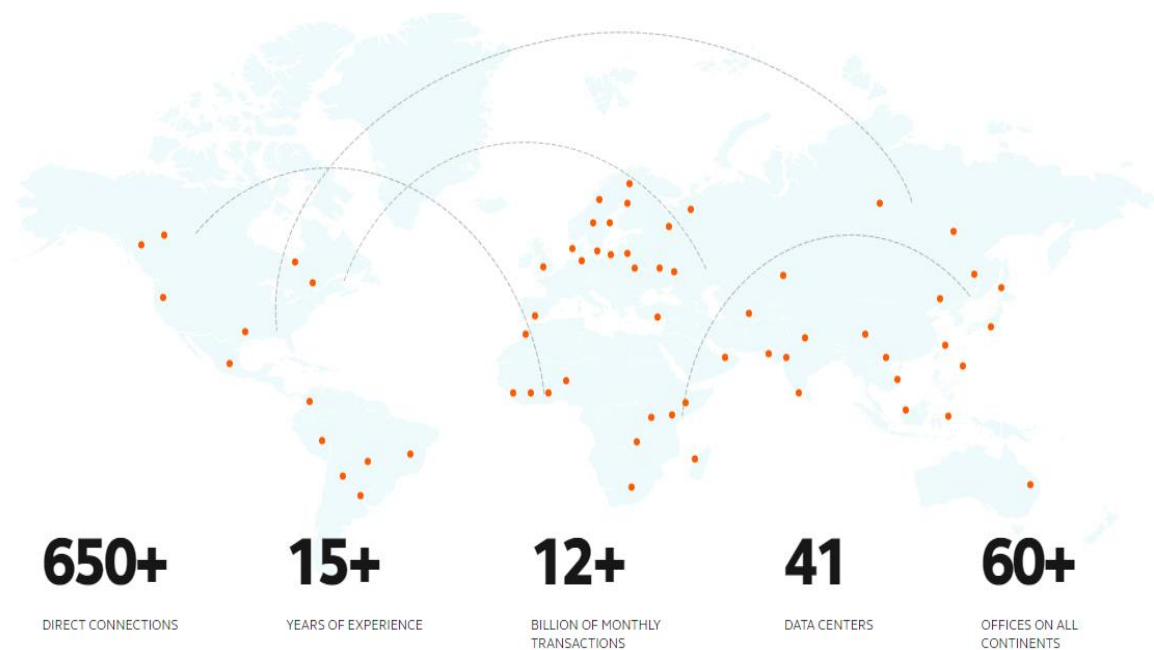 650+
DIRECT CONNECTIONS
15+
YEARS OF EXPERIENCE
12+
BILLION OF MONTHLY
TRANSACTIONS
41
DATA CENTERS
60+
OFFICES ON ALL
CONTINENTS